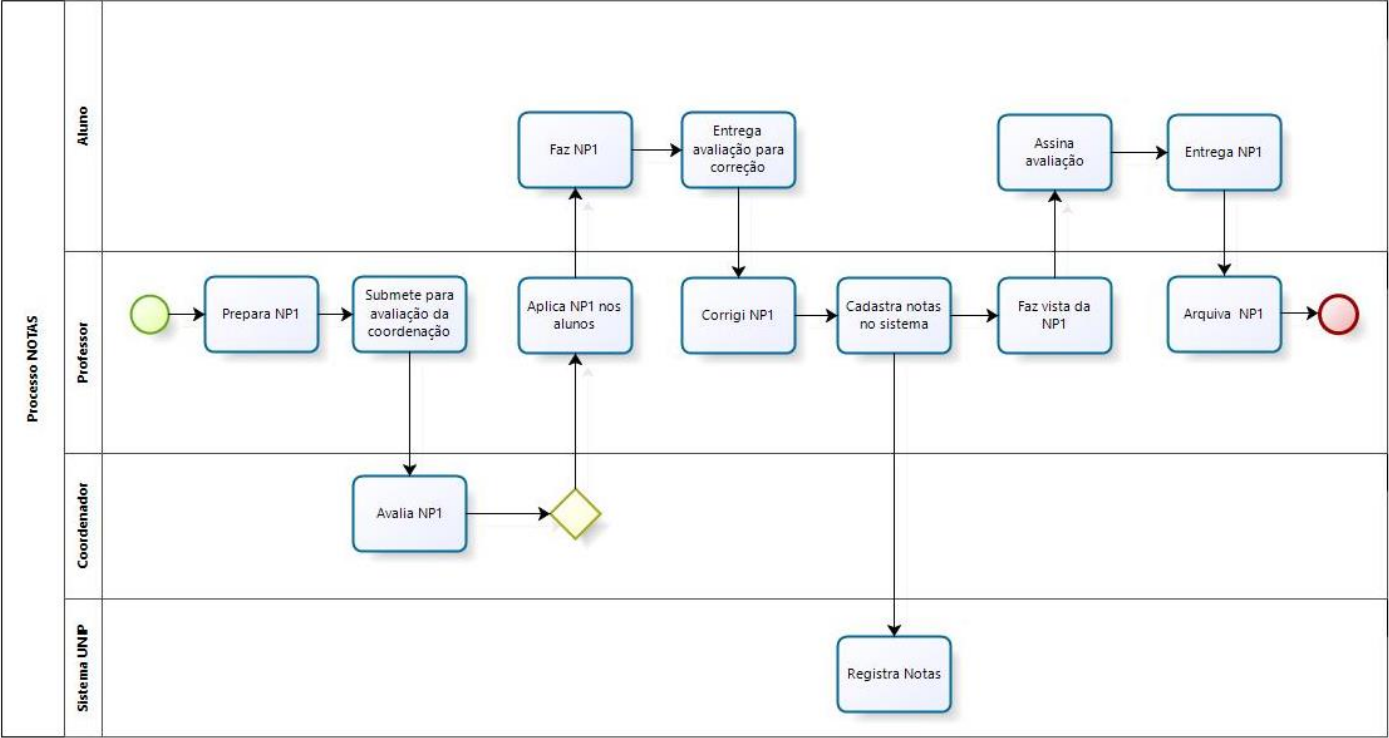 Processo NOTAS
Aluno
Faz NP1
Entrega
avaliação para
correção
Assina
avaliação
Entrega NP1
Professor
Prepara NP1
Submete para
avaliação da
coordenação
Aplica NP1 nos
alunos
Corrigi NP1
Cadastra notas
no sistema
Faz vista da
NP1
Arquiva NP1
Coordenador
Avalia NP1
Sistema UNIP
Registra Notas